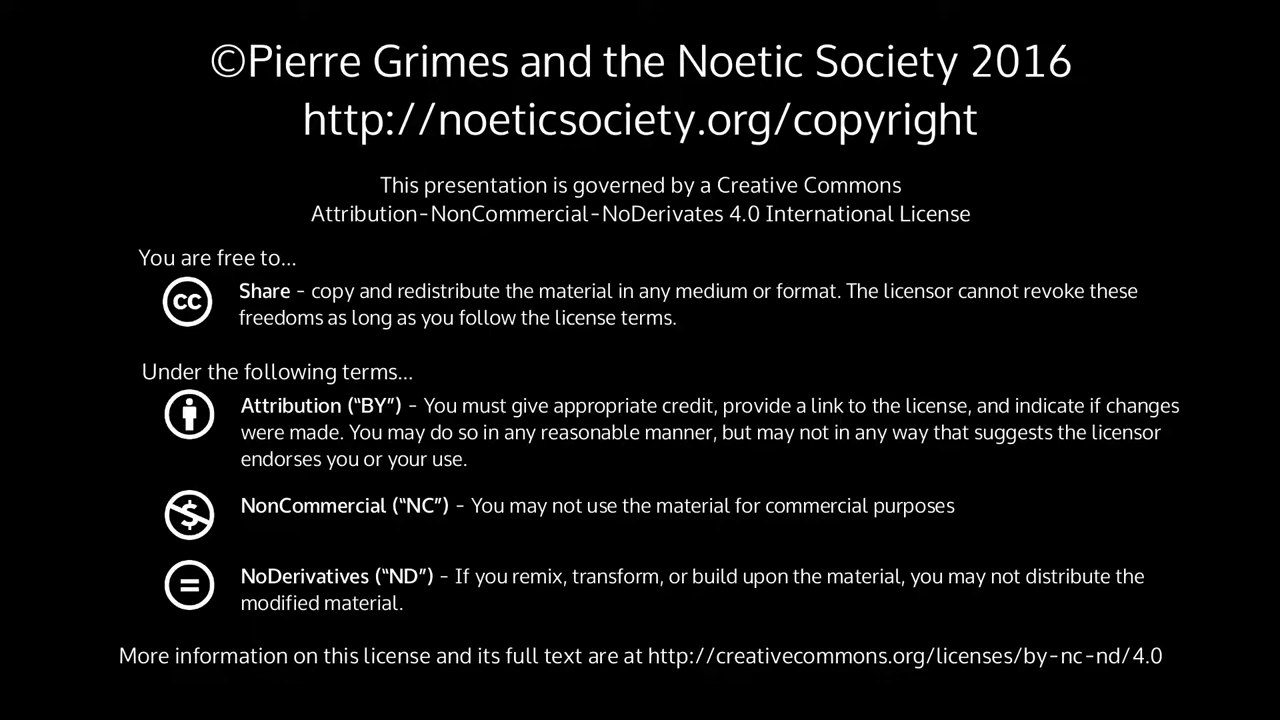 ©Pierre Grimes and the Noetic Society 2016
http://noeticsociety.org/copyright
This presentation is governed by a Creative Commons
Attribution-NonCommercial-NoDerivates 4.0 International License
You are free to...
cc
Share - copy and redistribute the material in any medium or format. The licensor cannot revoke these
freedoms as long as you follow the license terms.
Under the following terms...
Attribution (“BY”) - You must give appropriate credit, provide a link to the license, and indicate if changes
were made. You may do so in any reasonable manner, but may not in any way that suggests the licensor
endorses you or your use.
$
NonCommercial (“NC”) - You may not use the material for commercial purposes
=
NoDerivatives (“ND”) - If you remix, transform, or build upon the material, you may not distribute the
modified material.
More information on this license and its full text are at http://creativecommons.org/licenses/by-nc-nd/4.0